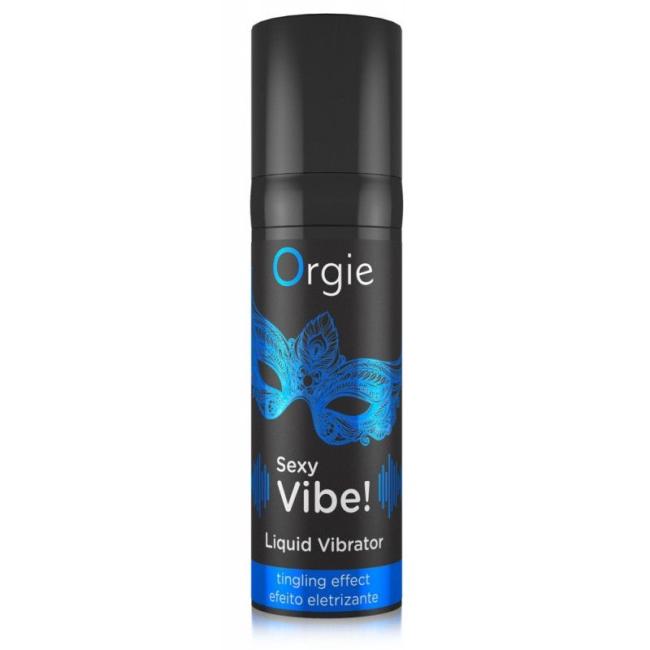 Orgie
Sexy
Vibe!
Liquid Vibrator
tingling effect
efeito eletrizante